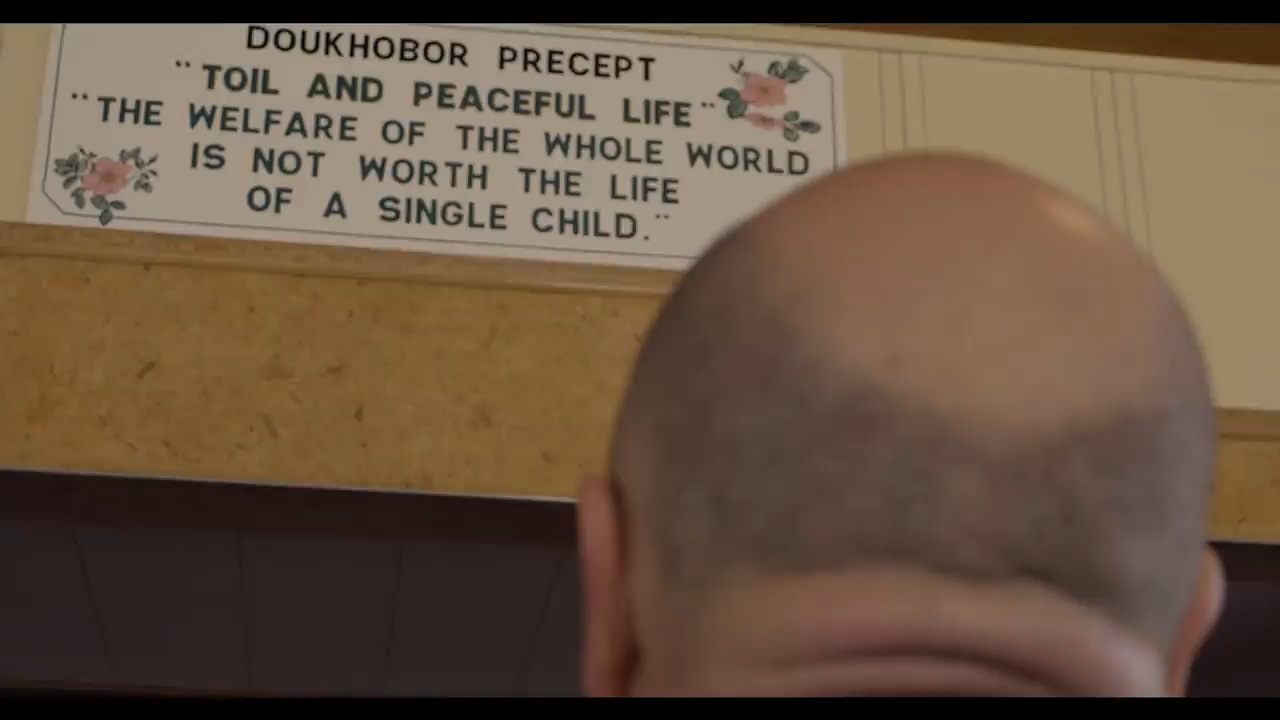 DOUKHOBOR PRECEPT
"TOIL AND PEACEFUL LIFE"
"THE WELFARE OF THE WHOLE WORLD
IS NOT WORTH THE LIFE
OF A SINGLE CHILD."